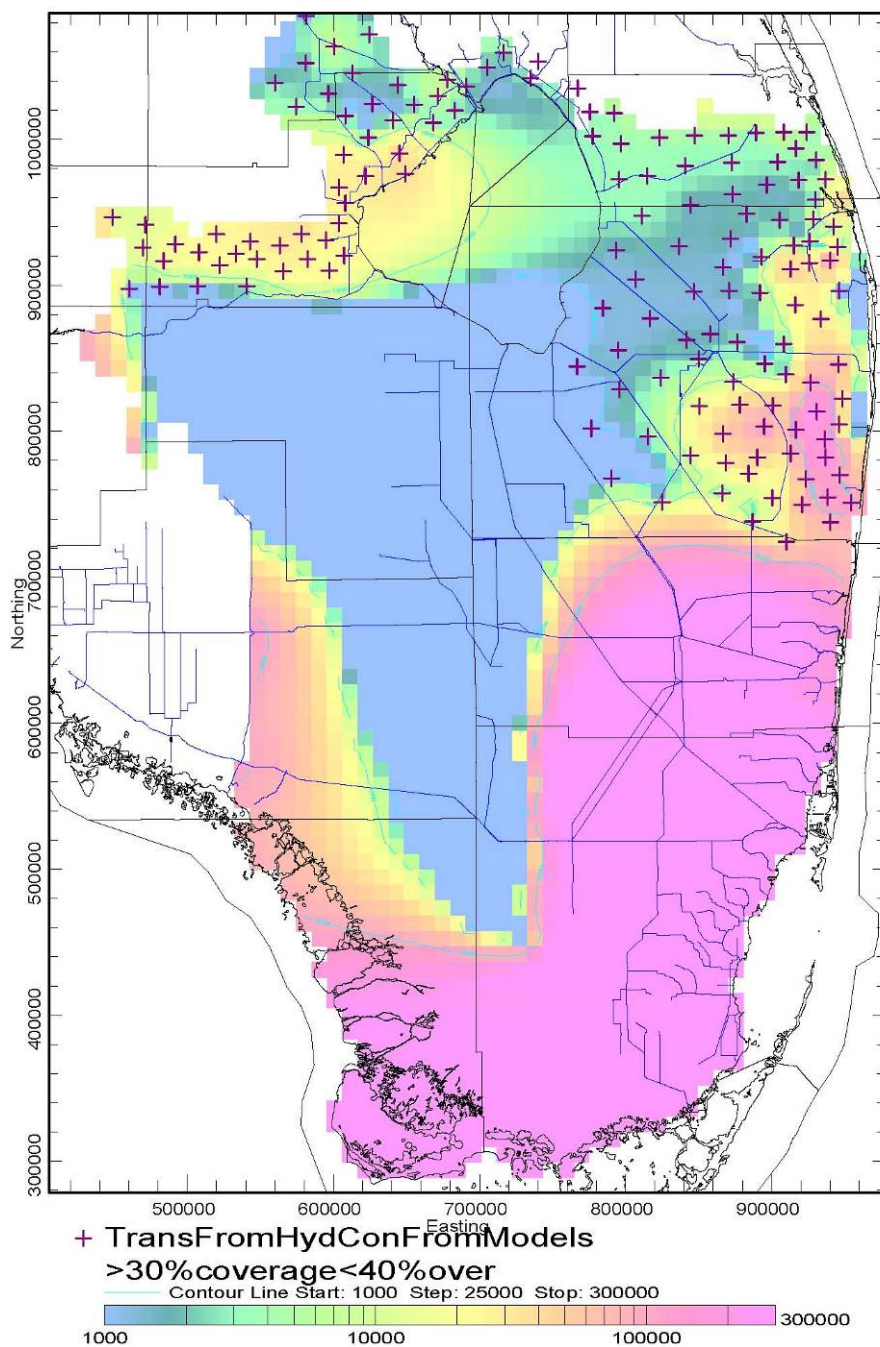 1000000
900000
800000
Northing
700000
600000
500000
400000
300000
500000 600000 700000 800000 900000
Easting
+ TransFromHydConFromModels
>30%coverage<40%over
Contour Line Start: 1000 Step: 25000 Stop: 300000
300000
1000 10000 100000